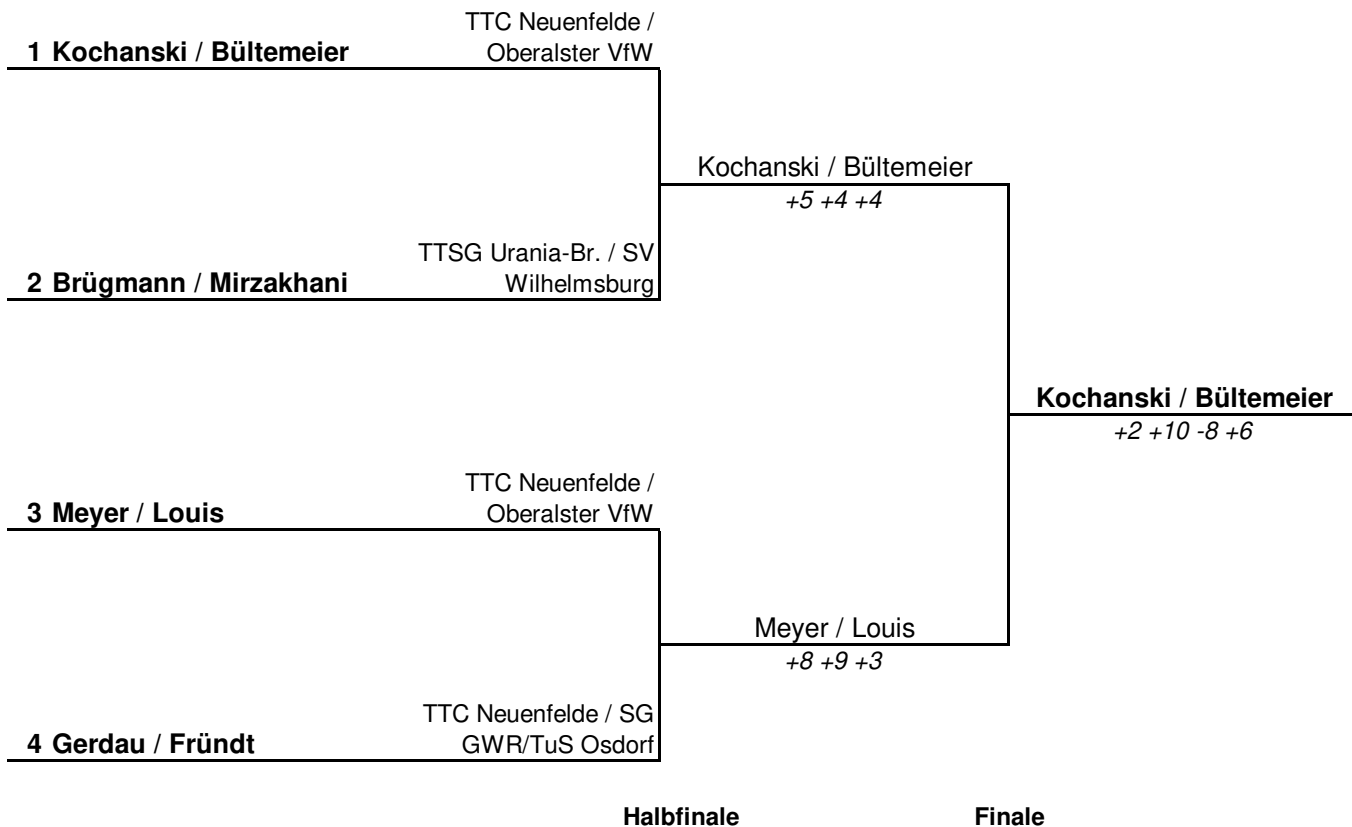 TTC Neuenfelde /
1 Kochanski / Bültemeier Oberalster VfW
Kochanski / Bültemeier
+5 +4 +4
TTSG Urania-Br. / SV
2 Brügmann / Mirzakhani Wilhelmsburg
Kochanski / Bültemeier
+2 +10 -8 +6
TTC Neuenfelde /
3 Meyer / Louis Oberalster VfW
Meyer / Louis
+8 +9 +3
TTC Neuenfelde / SG
4 Gerdau / Fründt GWR/TuS Osdorf
Halbfinale Finale